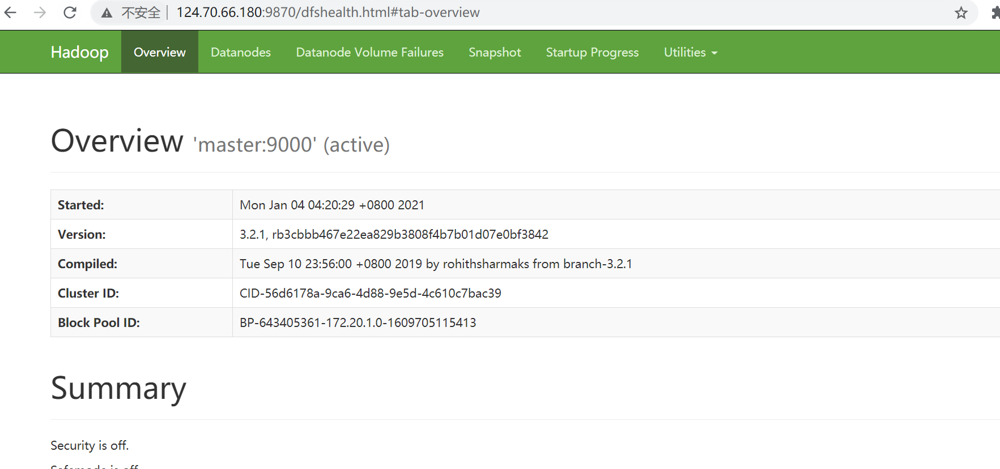 不安全 124.70.66.180:9870/dfshealth.html#tab-overview
Hadoop Overview Datanodes Datanode Volume Failures Snapshot Startup Progress Utilities
Overview 'master:9000' (active)
Started: Mon Jan 04 04:20:29 +0800 2021
Version: 3.2.1, rb3cbbb467e22ea829b3808f4b7b01d07e0bf3842
Compiled: Tue Sep 10 23:56:00 +0800 2019 by rohithsharmaks from branch-3.2.1
Cluster ID: CID-56d6178a-9ca6-4d88-9e5d-4c610c7bac39
Block Pool ID: BP-643405361-172.20.1.0-1609705115413
Summary
Security is off.
Safemode is off